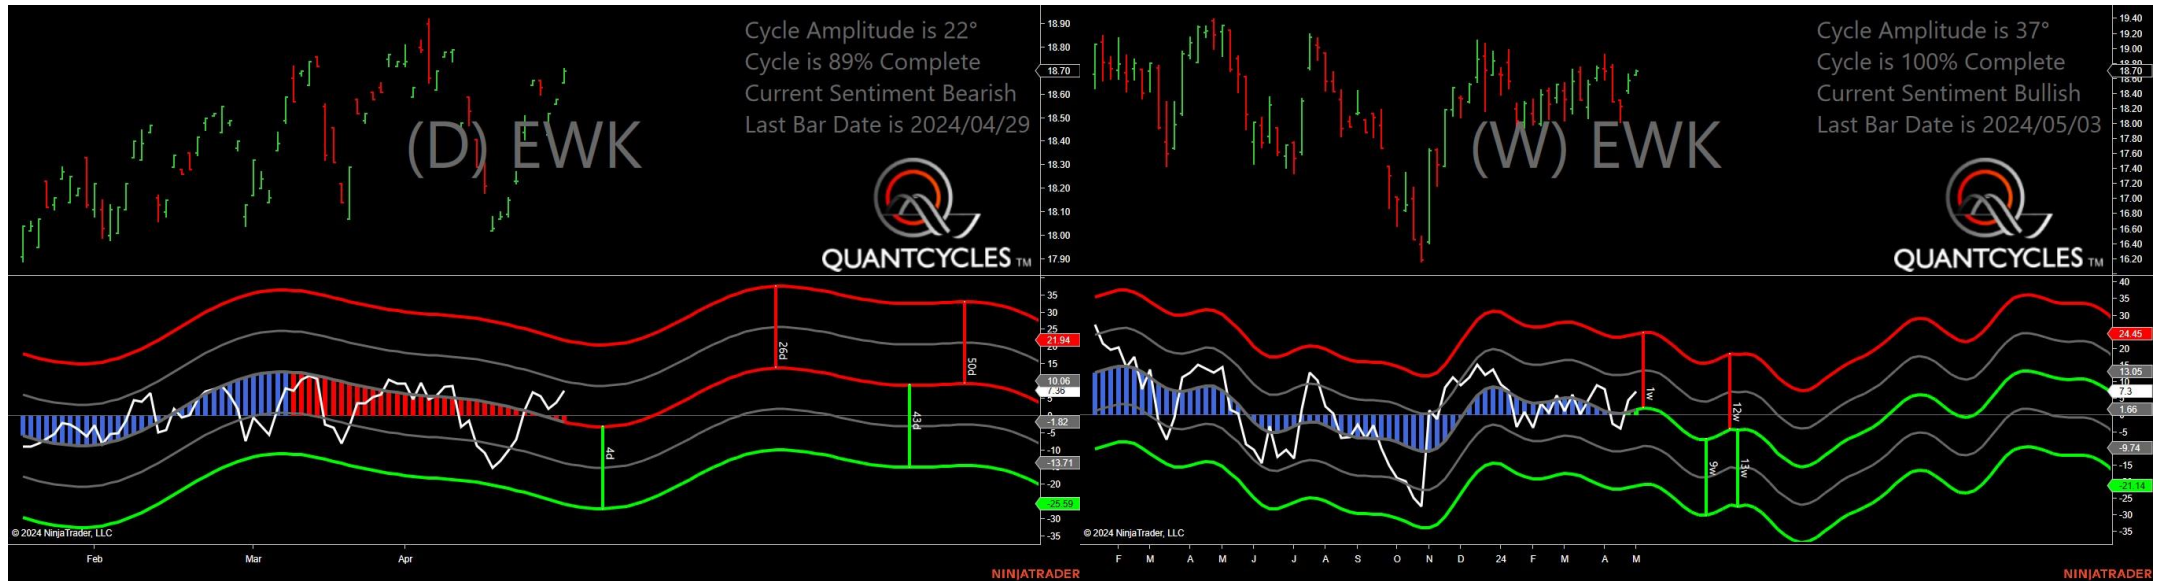 Cycle Amplitude is 22°
Cycle is 89% Complete
Current Sentiment Bearish
Last Bar Date is 2024/04/29
(D) EWK
QUANTCYCLES TM
18.90
18.80
18.70
18.60
18.50
18.40
18.30
18.20
18.10
18.00
17.90
35
30
25
21.94
15
10.06
7.36
-1.82
-5
-10
-13.71
-20
-25.59
-30
-35
26d
50d
43d
4d
© 2024 NinjaTrader, LLC
Feb Mar Apr
NINJATRADER
Cycle Amplitude is 37°
Cycle is 100% Complete
Current Sentiment Bullish
Last Bar Date is 2024/05/03
(W) EWK
QUANTCYCLES TM
19.40
19.20
19.00
18.70
18.60
18.40
18.20
18.00
17.80
17.60
17.40
17.20
17.00
16.80
16.60
16.40
16.20
40
35
30
24.45
20
13.05
10
7.3
1.66
-5
-9.74
-15
-21.14
-25
-30
-35
1w
12w
9w
13w
© 2024 NinjaTrader, LLC
F M A M J J A S O N D 24 F M A M
NINJATRADER